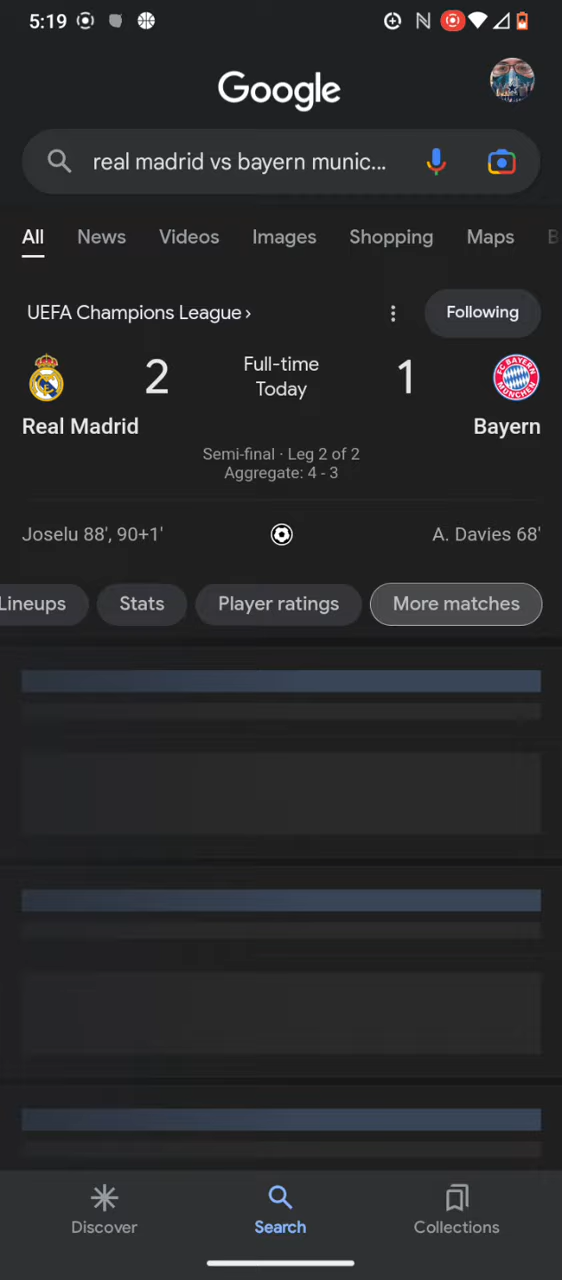 5:19
Google
real madrid vs bayern munic...
All News Videos Images Shopping Maps B
UEFA Champions League ›
Following
2 Full-time 1
Today
Real Madrid Bayern
Semi-final · Leg 2 of 2
Aggregate: 4 - 3
Joselu 88', 90+1' A. Davies 68'
Lineups Stats Player ratings More matches
Discover Search Collections